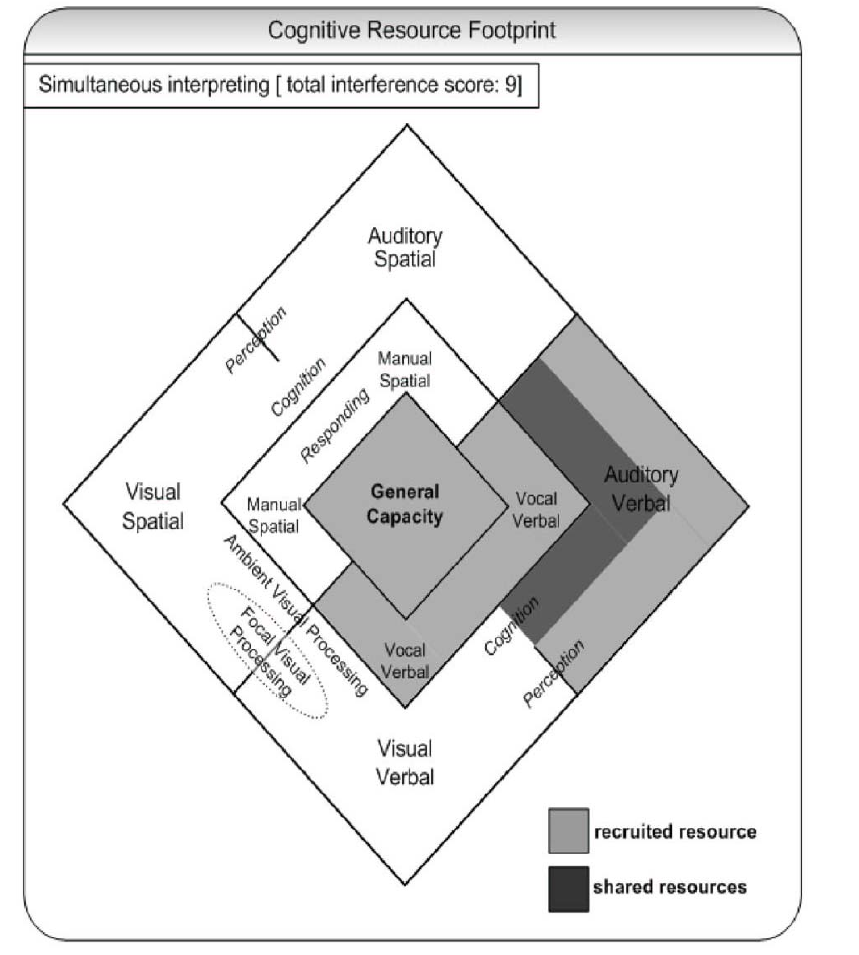 Cognitive Resource Footprint
Simultaneous interpreting [ total interference score: 9]
Auditory
Spatial
Perception
Cognition
Responding
Manual
Spatial
Visual
Spatial
Manual
Spatial
General
Capacity
Vocal
Verbal
Auditory
Verbal
Ambient Visual Processing
Focal Visual
Processing
Vocal
Verbal
Cognition
Perception
Visual
Verbal
recruited resource
shared resources